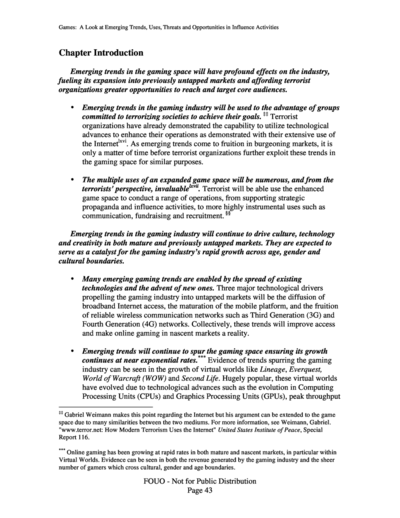 Games: A Look at Emerging Trends, Uses, Threats and Opportunities in Influence Activities
Chapter Introduction
Emerging trends in the gaming space will have profound effects on the industry,
fueling its expansion into previously untapped markets and affording terrorist
organizations greater opportunities to reach and target core audiences.
• Emerging trends in the gaming industry will be used to the advantage of groups
committed to terrorizing societies to achieve their goals. ‡‡ Terrorist
organizations have already demonstrated the capability to utilize technological
advances to enhance their operations as demonstrated with their extensive use of
the Internet. As emerging trends come to fruition in burgeoning markets, it is
only a matter of time before terrorist organizations further exploit these trends in
the gaming space for similar purposes.
• The multiple uses of an expanded game space will be numerous, and from the
terrorists' perspective, invaluable. Terrorist will be able use the enhanced
game space to conduct a range of operations, from supporting strategic
propaganda and influence activities, to more highly instrumental uses such as
communication, fundraising and recruitment. §§
Emerging trends in the gaming industry will continue to drive culture, technology
and creativity in both mature and previously untapped markets. They are expected to
serve as a catalyst for the gaming industry's rapid growth across age, gender and
cultural boundaries.
• Many emerging gaming trends are enabled by the spread of existing
technologies and the advent of new ones. Three major technological drivers
propelling the gaming industry into untapped markets will be the diffusion of
broadband Internet access, the maturation of the mobile platform, and the fruition
of reliable wireless communication networks such as Third Generation (3G) and
Fourth Generation (4G) networks. Collectively, these trends will improve access
and make online gaming in nascent markets a reality.
• Emerging trends will continue to spur the gaming space ensuring its growth
continues at near exponential rates.*** Evidence of trends spurring the gaming
industry can be seen in the growth of virtual worlds like Lineage, Everquest,
World of Warcraft (WOW) and Second Life. Hugely popular, these virtual worlds
have evolved due to technological advances such as the evolution in Computing
Processing Units (CPUs) and Graphics Processing Units (GPUs), peak throughput
‡‡ Gabriel Weimann makes this point regarding the Internet but his argument can be extended to the game
space due to many similarities between the two mediums. For more information, see Weimann, Gabriel.
"www.terror.net: How Modern Terrorism Uses the Internet" United States Institute of Peace, Special
Report 116.
*** Online gaming has been growing at rapid rates in both mature and nascent markets, in particular within
Virtual Worlds. Evidence can be seen in both the revenue generated by the gaming industry and the sheer
number of gamers which cross cultural, gender and age boundaries.
FOUO - Not for Public Distribution
Page 43